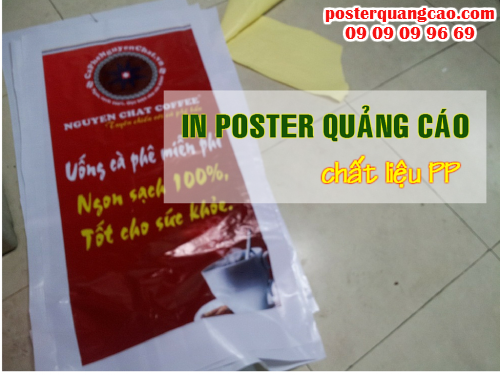 posterquangcao.com
09 09 09 96 69
NGUYEN CHAT COFFEE
Uống cà phê miễn phí
Ngon sạch 100%,
Tốt cho sức khỏe.
IN POSTER QUẢNG CÁO
chất liệu PP